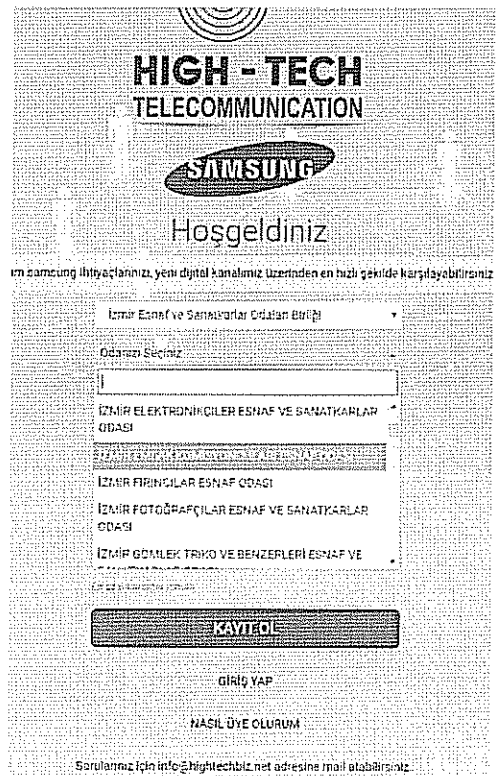 HIGH - TECH
TELECOMMUNICATION
SAMSUNG
Hoşgeldiniz
ım samsung ihtiyaçlarınızı, yeni dijital kanalımız üzerinden en hızlı şekilde karşılayabilirsiniz
İzmir Esnaf ve Sanatkarlar Odaları Birliği
Odanızı Seçiniz
İZMİR ELEKTRONİKÇİLER ESNAF VE SANATKARLAR
ODASI
İZMİR FIRINCILAR ESNAF ODASI
İZMİR FOTOĞRAFÇILAR ESNAF VE SANATKARLAR
ODASI
İZMİR GÖMLEK TRİKO VE BENZERLERİ ESNAF VE
KAYIT OL
GİRİŞ YAP
NASIL ÜYE OLURUM
Sorularınız için info@hightechbiz.net adresine mail atabilirsiniz